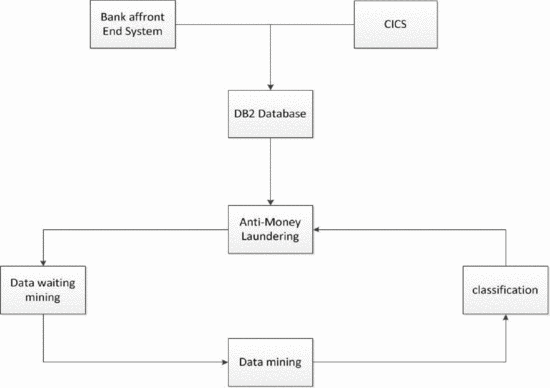 Bank affront
End System
CICS
DB2 Database
Anti-Money
Laundering
Data waiting
mining
classification
Data mining